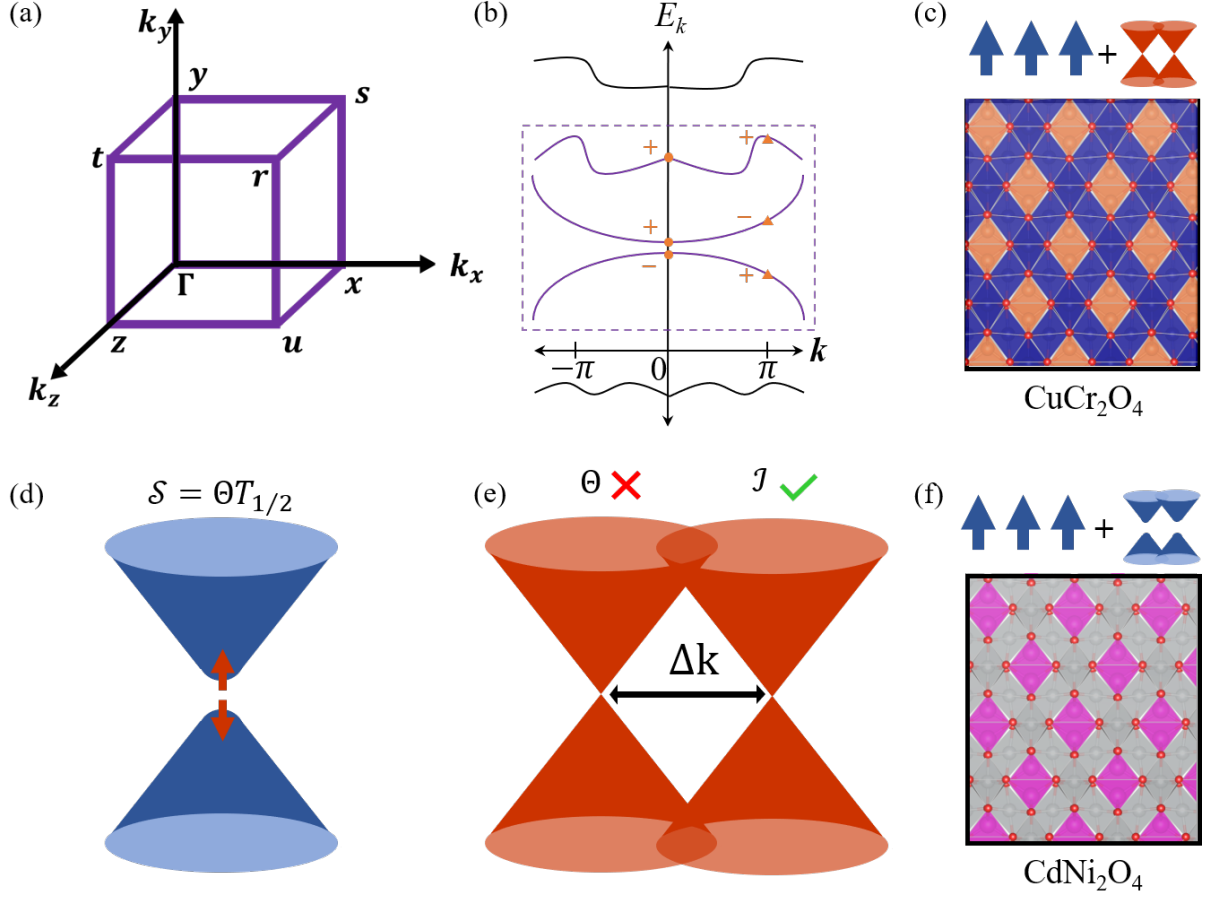 (a)
k_y
y
s
t
r
Γ
k_x
x
z
u
k_z
(b)
E_k
+
+
+
−
−
+
k
−π
0
π
(c)
+
CuCr₂O₄
(d)
𝒮 = ΘT_{1/2}
(e)
Θ ✗
𝒥 ✓
Δk
(f)
+
CdNi₂O₄